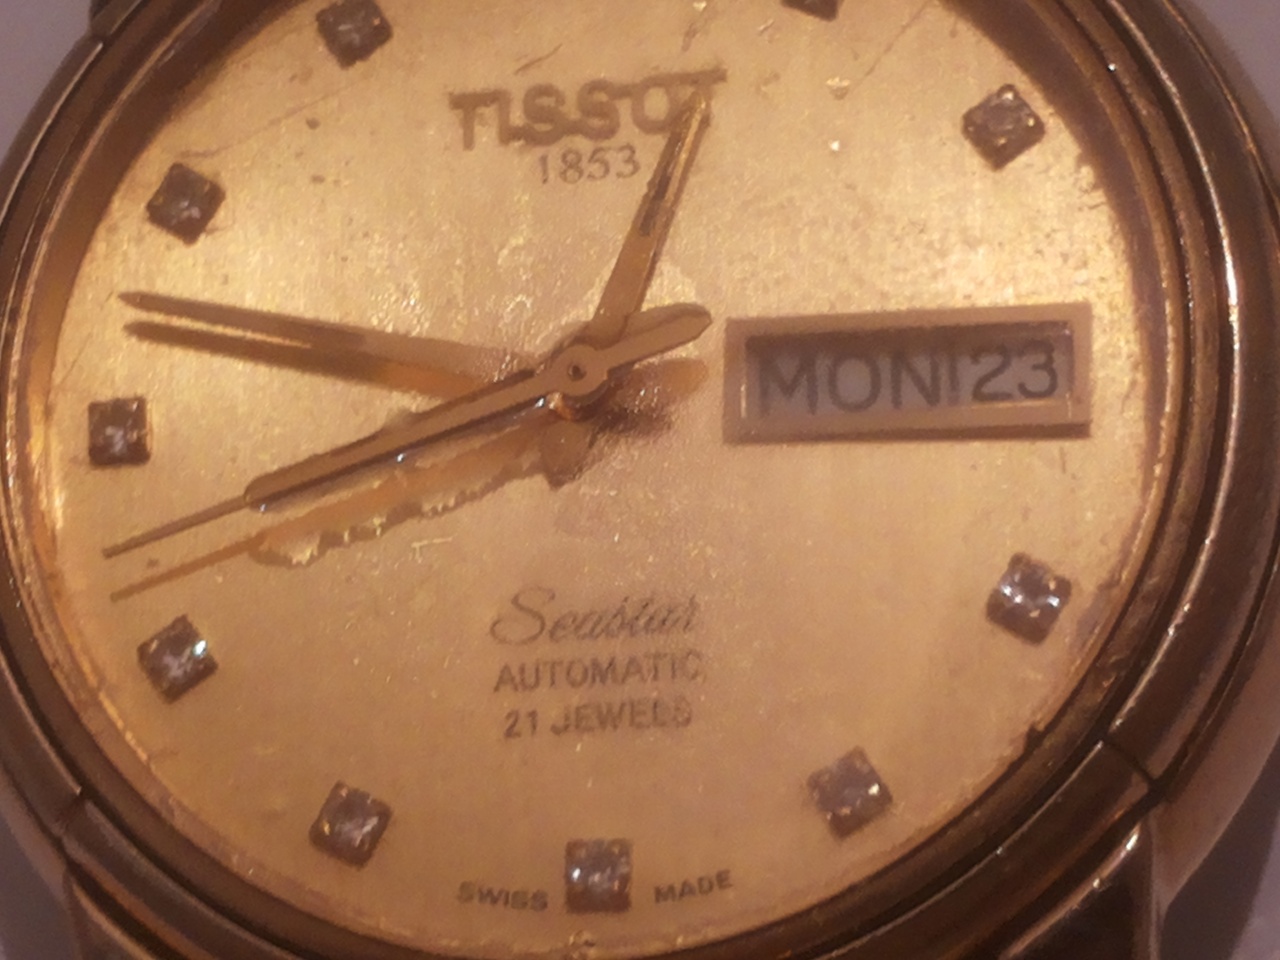 TISSOT
1853
MON 23
Seastar
AUTOMATIC
21 JEWELS
SWISS MADE